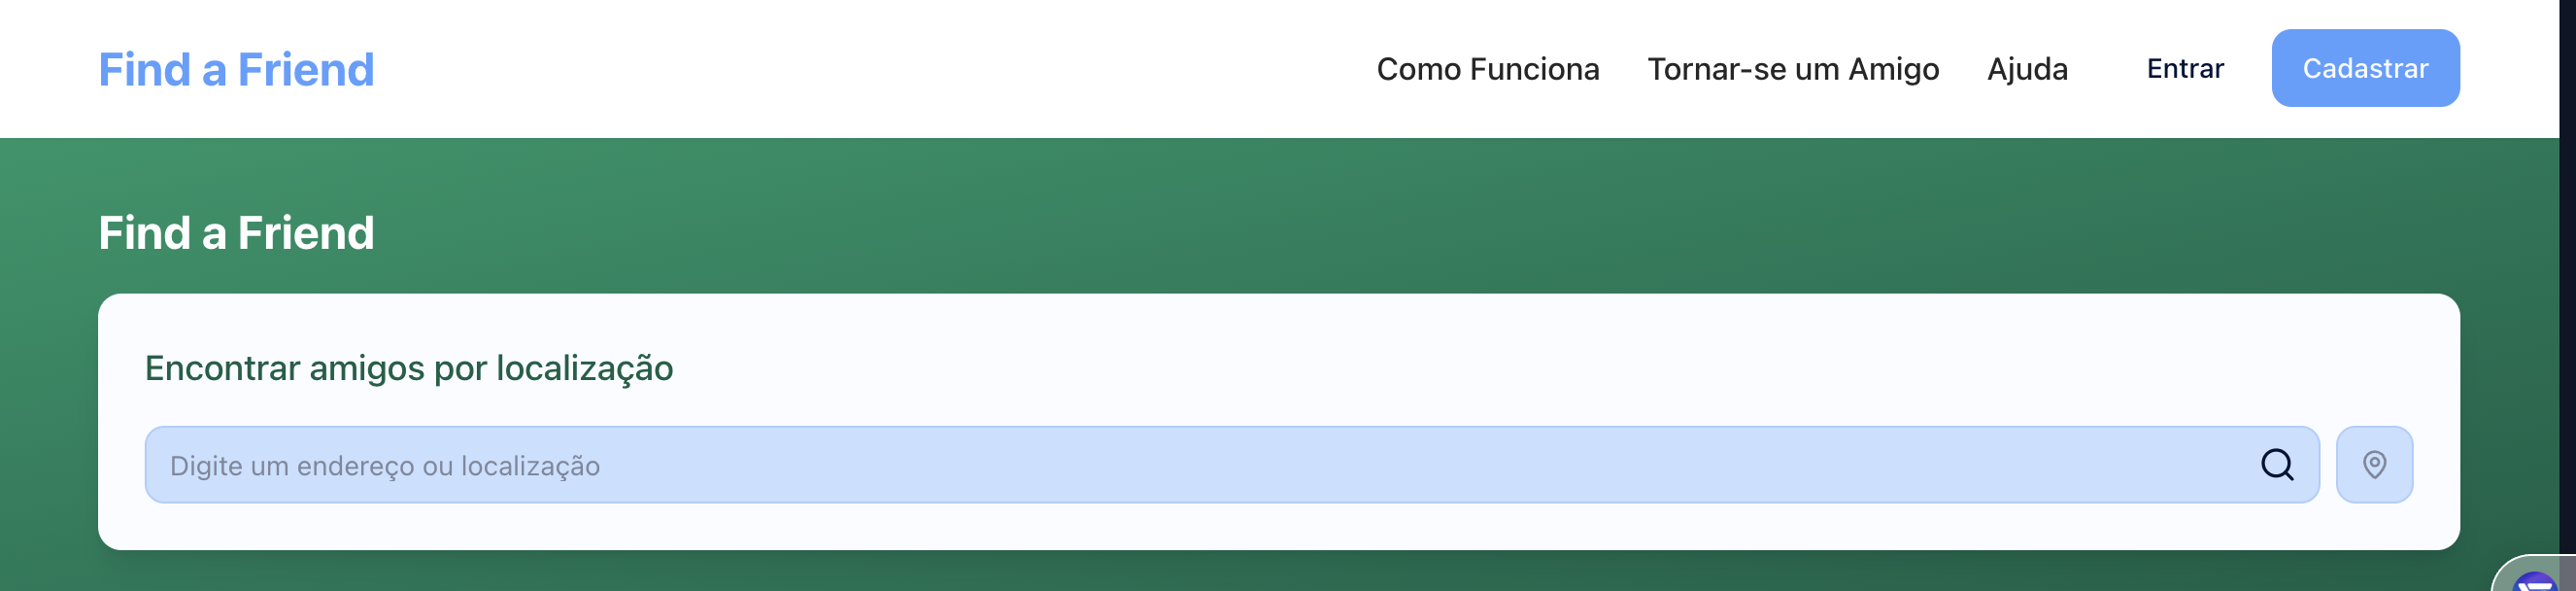 Find a Friend
Como Funciona Tornar-se um Amigo Ajuda Entrar Cadastrar
Find a Friend
Encontrar amigos por localização
Digite um endereço ou localização